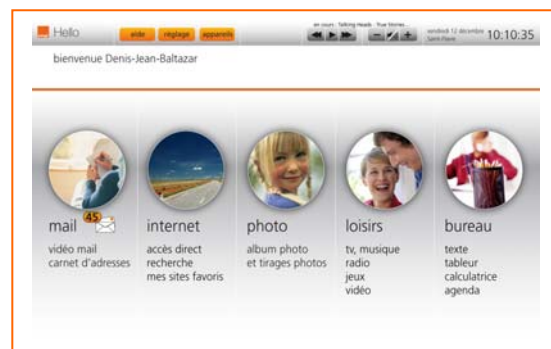 Hello
aide réglage appareils
en cours : Talking Heads - True Stories...
vendredi 12 décembre
10:10:35
bienvenue Denis-Jean-Baltazar
mail
45
vidéo mail
carnet d'adresses
internet
accès direct
recherche
mes sites favoris
photo
album photo
et tirages photos
loisirs
tv, musique
radio
jeux
vidéo
bureau
texte
tableur
calculatrice
agenda